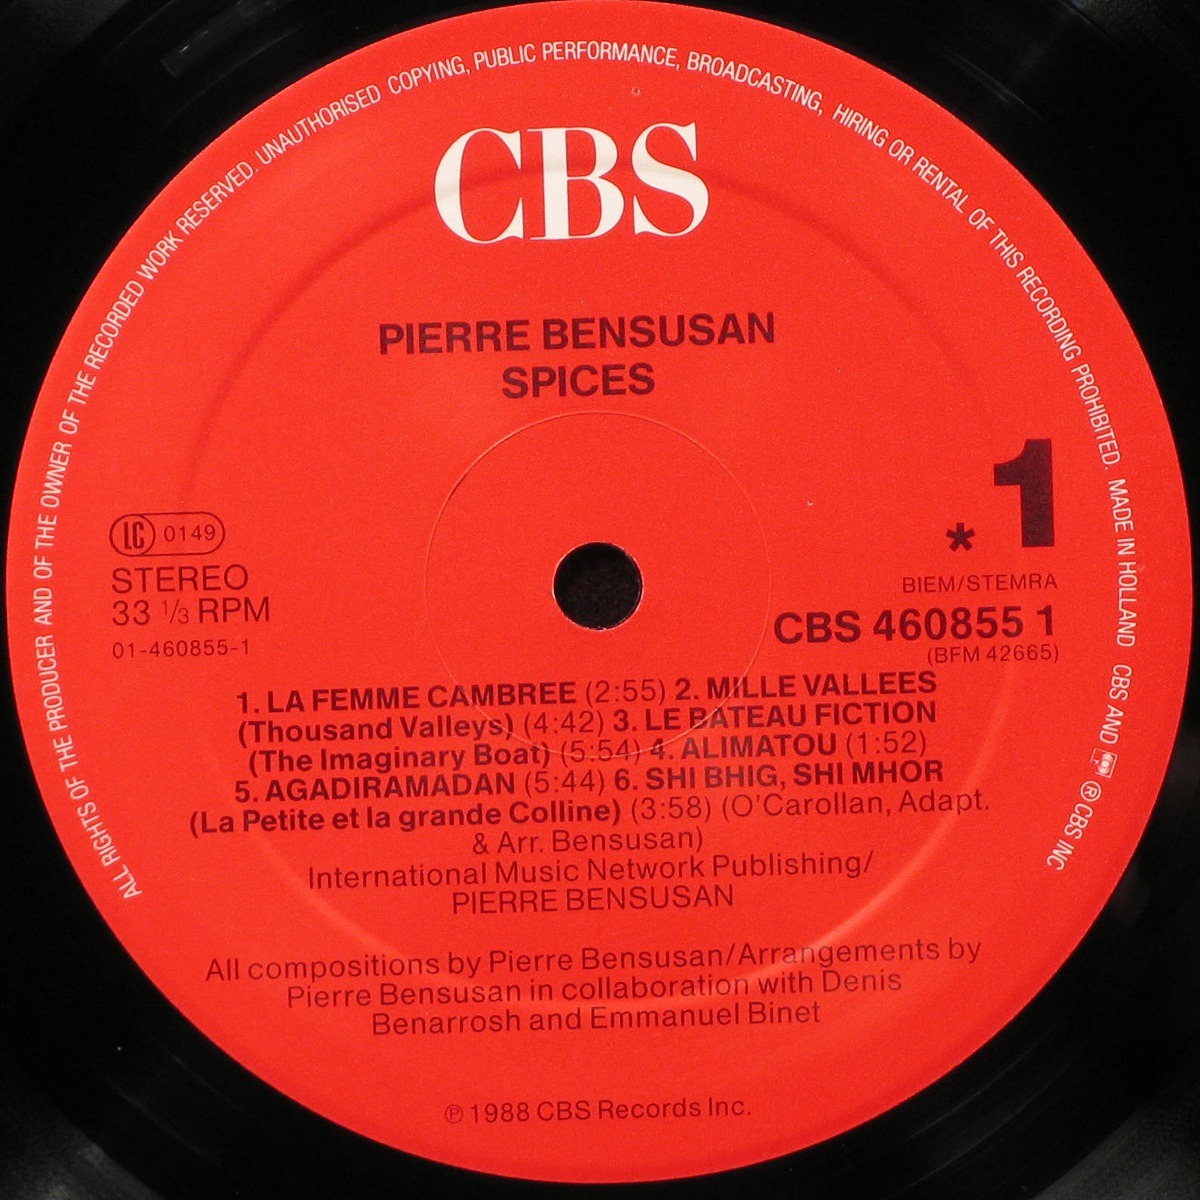 ALL RIGHTS OF THE PRODUCER AND OF THE OWNER OF THE RECORDED WORK RESERVED. UNAUTHORISED COPYING, PUBLIC PERFORMANCE, BROADCASTING, HIRING OR RENTAL OF THIS RECORDING PROHIBITED. MADE IN HOLLAND CBS AND ® CBS INC
CBS
PIERRE BENSUSAN
SPICES
1
*
LC 0149
STEREO
33 1/3 RPM
01-460855-1
BIEM/STEMRA
CBS 460855 1
(BFM 42665)
1. LA FEMME CAMBREE (2:55) 2. MILLE VALLEES
(Thousand Valleys) (4:42) 3. LE BATEAU FICTION
(The Imaginary Boat) (5:54) 4. ALIMATOU (1:52)
5. AGADIRAMADAN (5:44) 6. SHI BHIG, SHI MHOR
(La Petite et la grande Colline) (3:58) (O'Carollan, Adapt.
& Arr. Bensusan)
International Music Network Publishing/
PIERRE BENSUSAN
All compositions by Pierre Bensusan/Arrangements by
Pierre Bensusan in collaboration with Denis
Benarrosh and Emmanuel Binet
℗ 1988 CBS Records Inc.